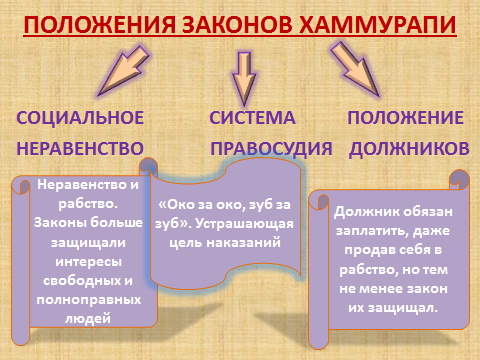 ПОЛОЖЕНИЯ ЗАКОНОВ ХАММУРАПИ
СОЦИАЛЬНОЕ
НЕРАВЕНСТВО
СИСТЕМА
ПРАВОСУДИЯ
ПОЛОЖЕНИЕ
ДОЛЖНИКОВ
Неравенство и
рабство.
Законы больше
защищали
интересы
свободных и
полноправных
людей
«Око за око, зуб за
зуб». Устрашающая
цель наказаний
Должник обязан
заплатить, даже
продав себя в
рабство, но тем
не менее закон
их защищал.